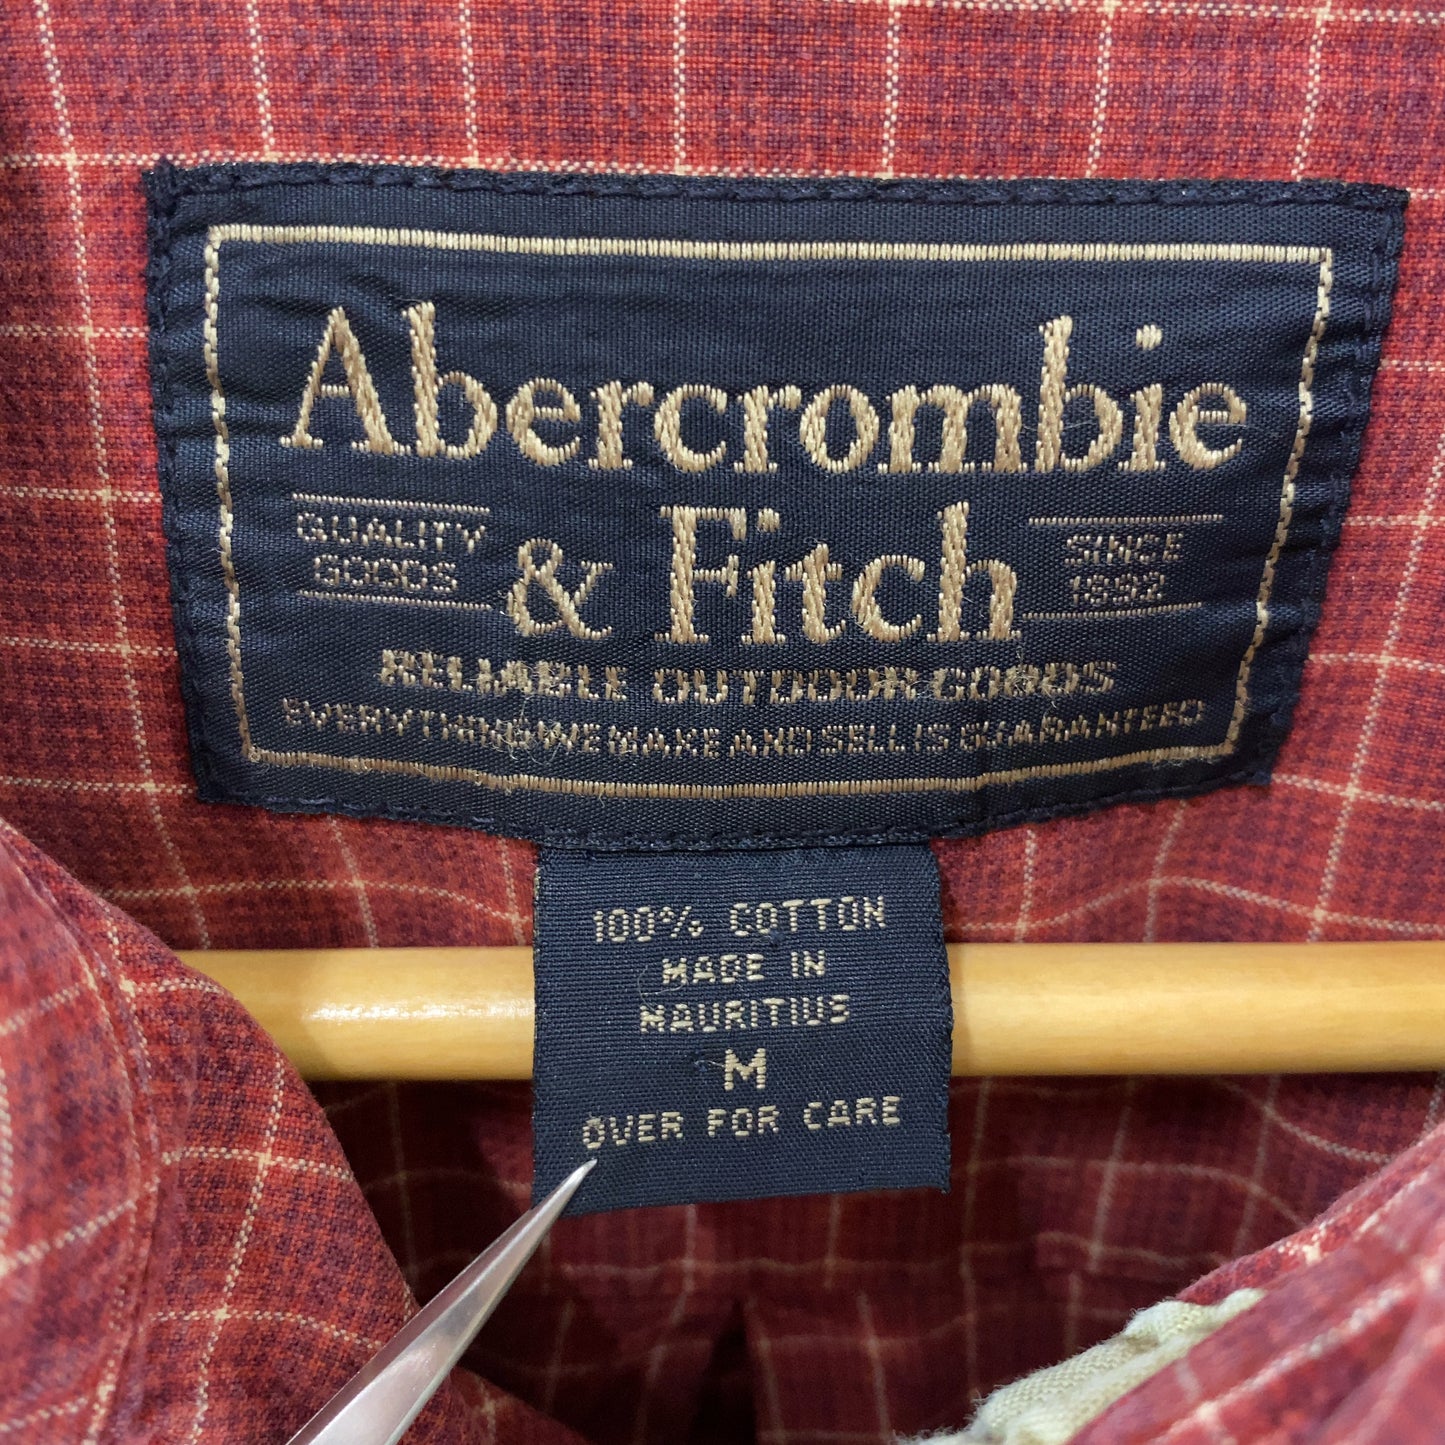 Abercrombie
& Fitch
QUALITY
GOODS
SINCE
1892
RELIABLE OUTDOOR GOODS
EVERYTHING WE MAKE AND SELL IS GUARANTEED
100% COTTON
MADE IN
MAURITIUS
M
OVER FOR CARE